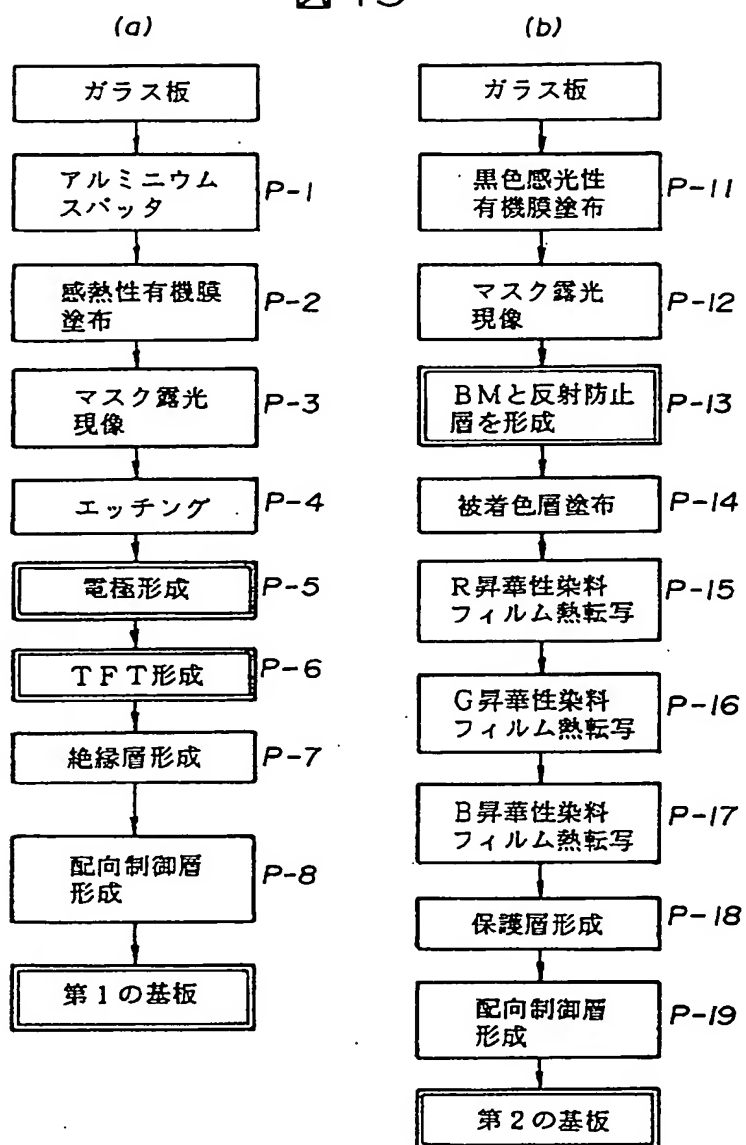 (a)
ガラス板
アルミニウム
スパッタ
P-1
感熱性有機膜
塗布
P-2
マスク露光
現像
P-3
エッチング
P-4
電極形成
P-5
TFT形成
P-6
絶縁層形成
P-7
配向制御層
形成
P-8
第1の基板
(b)
ガラス板
黒色感光性
有機膜塗布
P-11
マスク露光
現像
P-12
BMと反射防止
層を形成
P-13
被着色層塗布
P-14
R昇華性染料
フィルム熱転写
P-15
G昇華性染料
フィルム熱転写
P-16
B昇華性染料
フィルム熱転写
P-17
保護層形成
P-18
配向制御層
形成
P-19
第2の基板